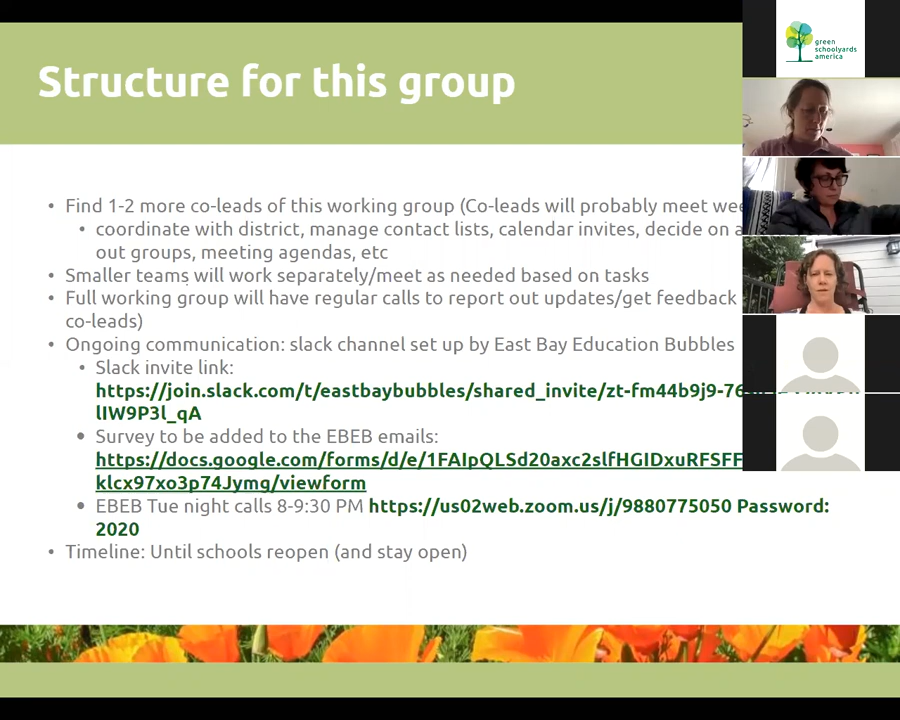 Structure for this group
green
schoolyards
america
• Find 1-2 more co-leads of this working group (Co-leads will probably meet
• coordinate with district, manage contact lists, calendar invites, decide on
out groups, meeting agendas, etc
• Smaller teams will work separately/meet as needed based on tasks
• Full working group will have regular calls to report out updates/get feedback
co-leads)
• Ongoing communication: slack channel set up by East Bay Education Bubbles
• Slack invite link:
https://join.slack.com/t/eastbaybubbles/shared_invite/zt-fm44b9j9-76
lIW9P3l_qA
• Survey to be added to the EBEB emails:
https://docs.google.com/forms/d/e/1FAIpQLSd20axc2slfHGIDxuRFSFF
klcx97xo3p74Jymg/viewform
• EBEB Tue night calls 8-9:30 PM https://us02web.zoom.us/j/9880775050 Password:
2020
• Timeline: Until schools reopen (and stay open)